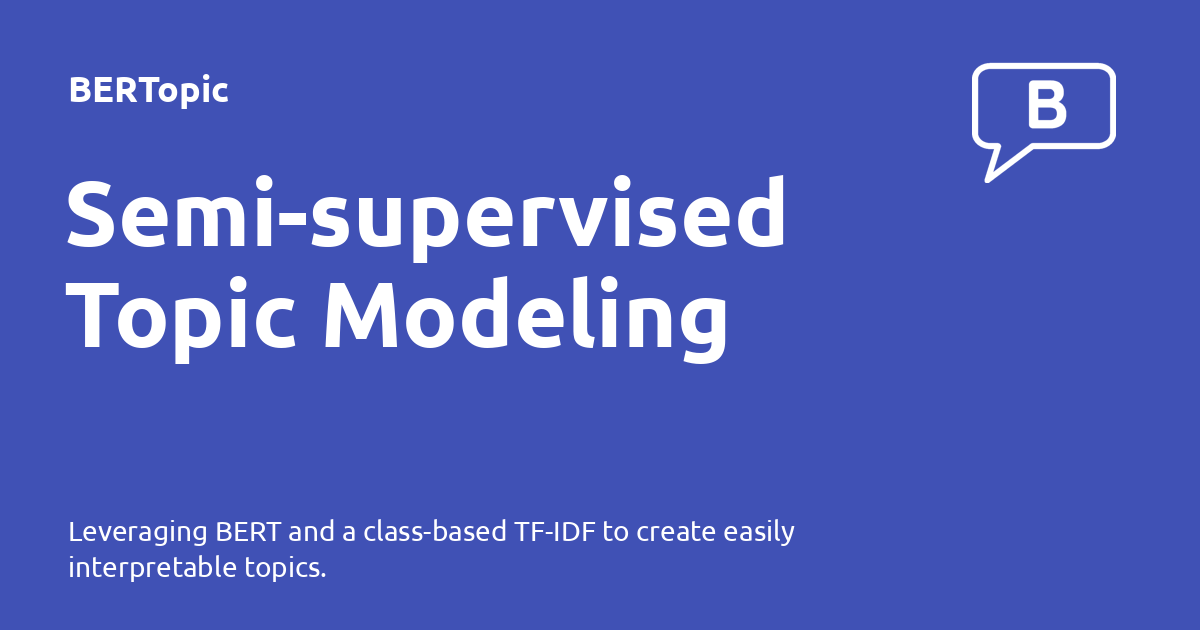 BERTopic
B
Semi-supervised
Topic Modeling
Leveraging BERT and a class-based TF-IDF to create easily
interpretable topics.